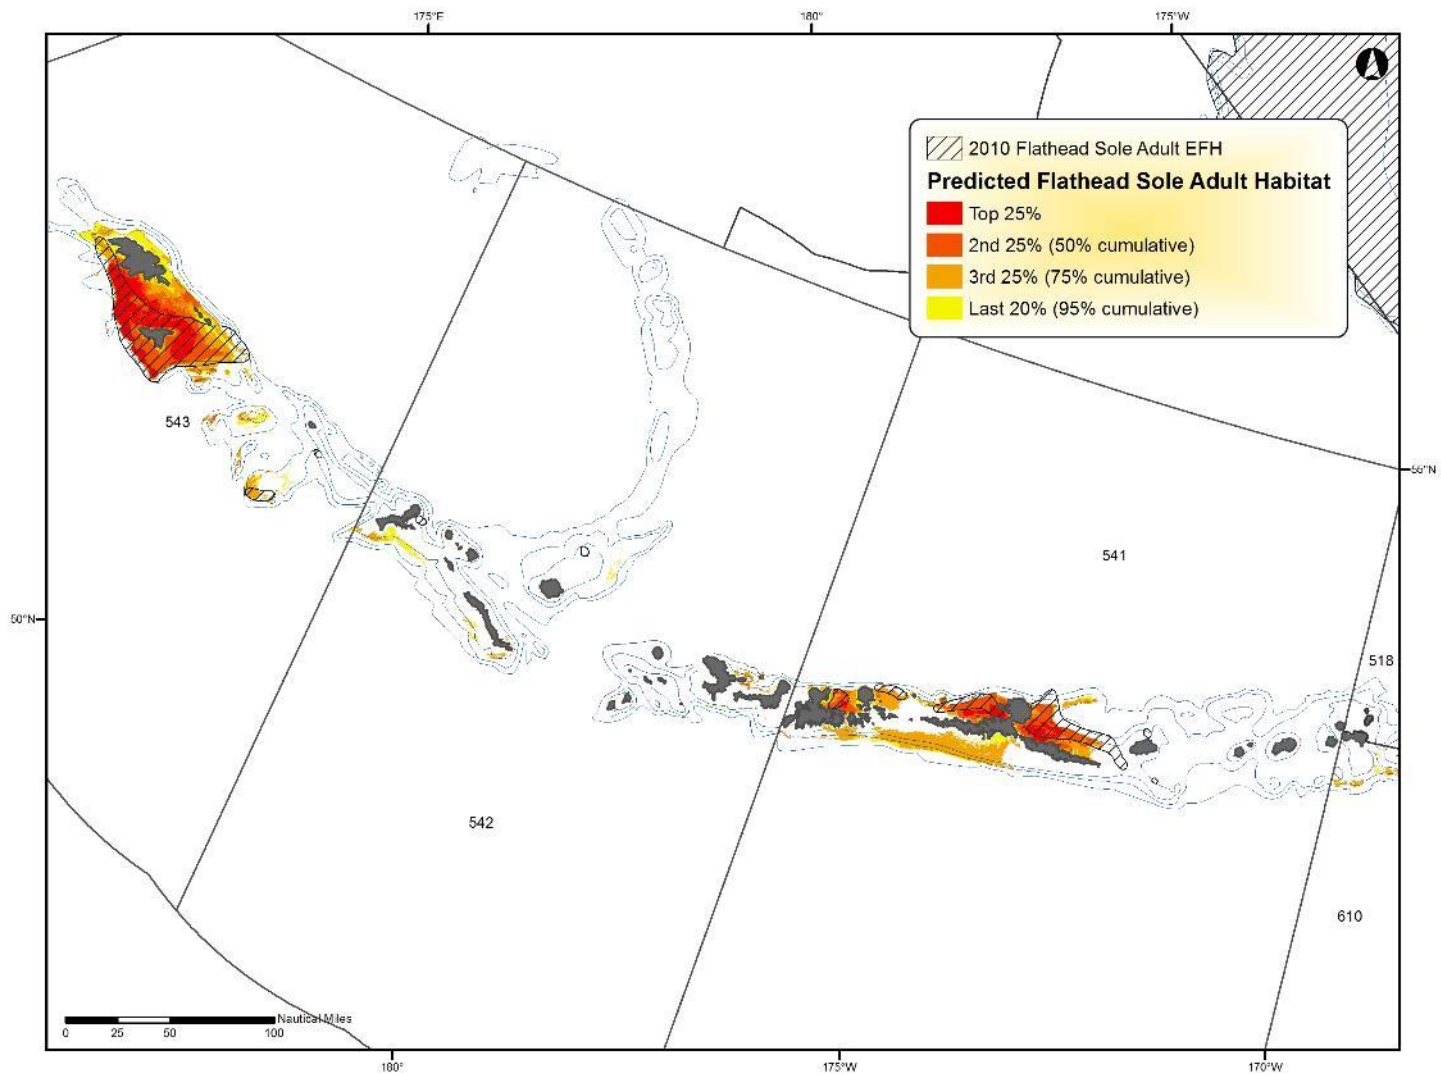 175°E 180° 175°W
2010 Flathead Sole Adult EFH
Predicted Flathead Sole Adult Habitat
Top 25%
2nd 25% (50% cumulative)
3rd 25% (75% cumulative)
Last 20% (95% cumulative)
543
55°N
541
50°N
518
542
610
Nautical Miles
0 25 50 100
180° 175°W 170°W